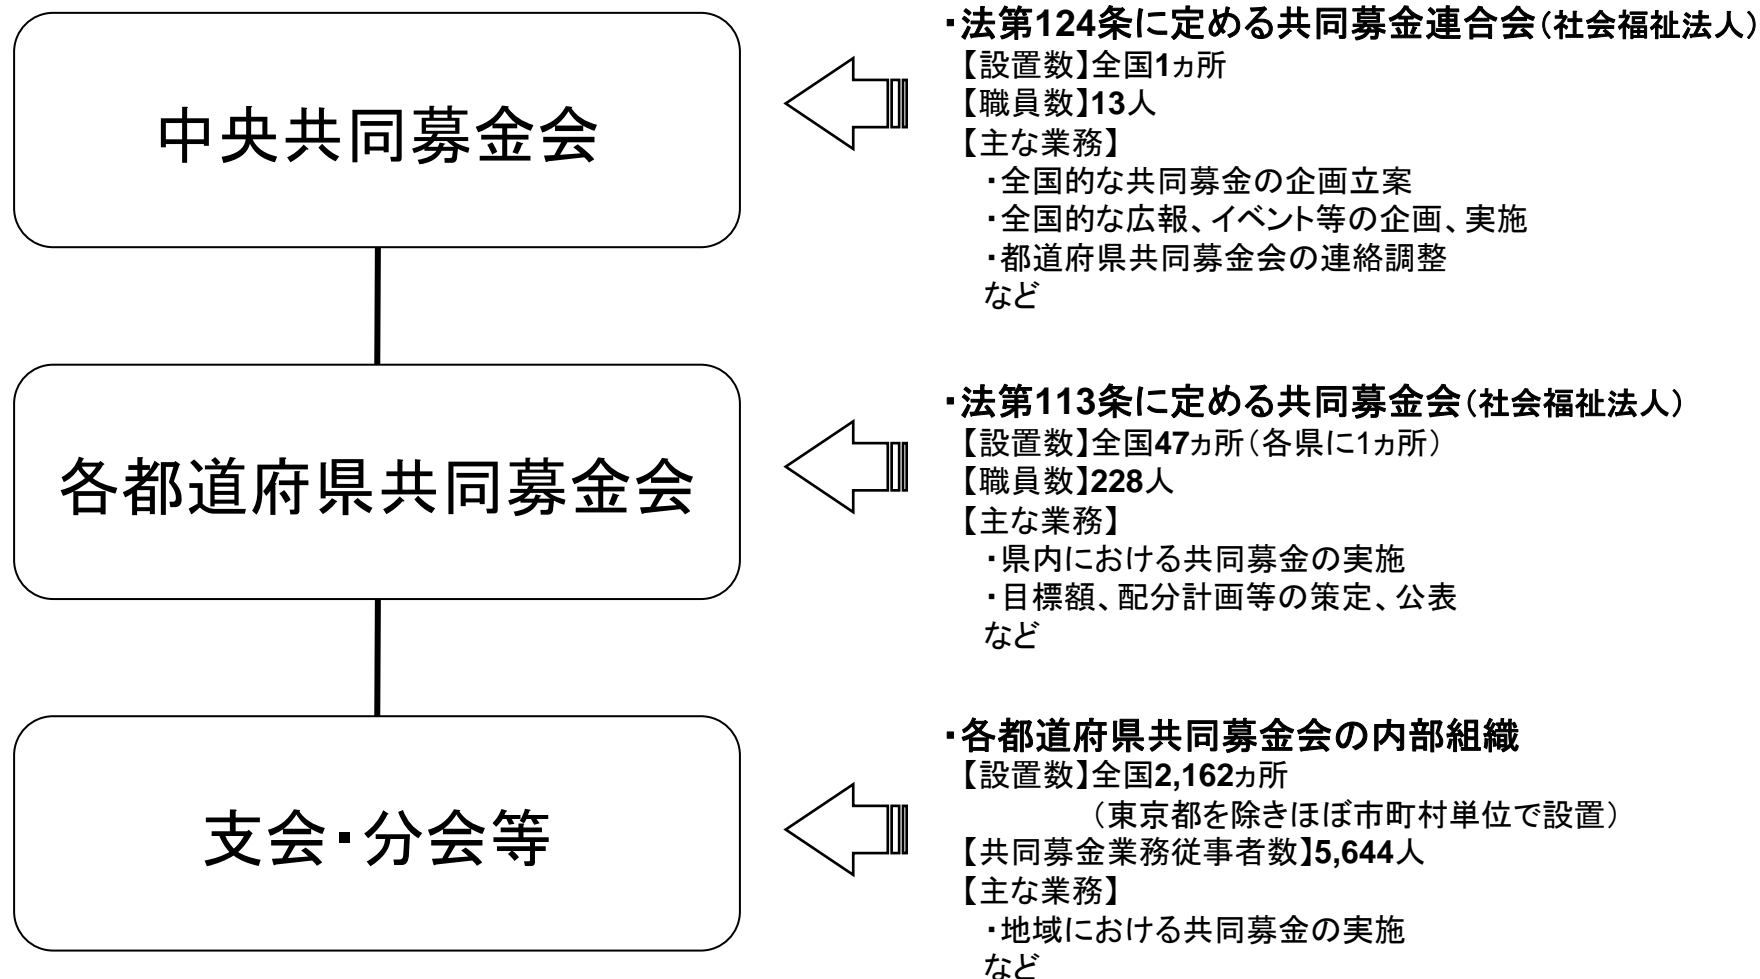 中央共同募金会
・法第124条に定める共同募金連合会（社会福祉法人）
【設置数】全国1ヵ所
【職員数】13人
【主な業務】
・全国的な共同募金の企画立案
・全国的な広報、イベント等の企画、実施
・都道府県共同募金会の連絡調整
など
各都道府県共同募金会
・法第113条に定める共同募金会（社会福祉法人）
【設置数】全国47ヵ所（各県に1ヵ所）
【職員数】228人
【主な業務】
・県内における共同募金の実施
・目標額、配分計画等の策定、公表
など
支会・分会等
・各都道府県共同募金会の内部組織
【設置数】全国2,162ヵ所
（東京都を除きほぼ市町村単位で設置）
【共同募金業務従事者数】5,644人
【主な業務】
・地域における共同募金の実施
など